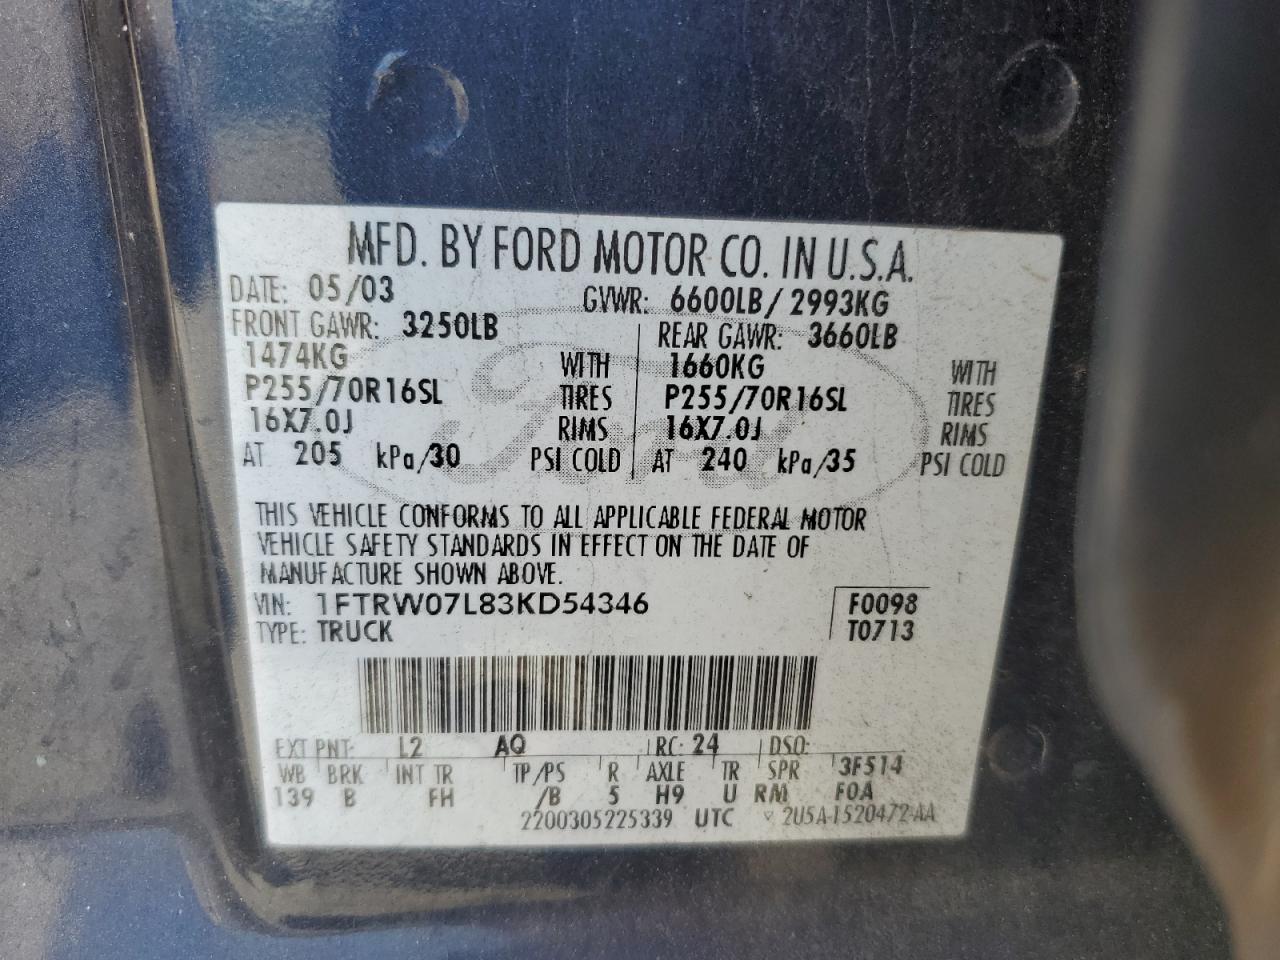 MFD. BY FORD MOTOR CO. IN U.S.A.
DATE: 05/03 GVWR: 6600LB/ 2993KG
FRONT GAWR: 3250LB REAR GAWR: 3660LB
1474KG WITH 1660KG WITH
P255/70R16SL TIRES P255/70R16SL TIRES
16X7.0J RIMS 16X7.0J RIMS
AT 205 kPa/30 PSI COLD AT 240 kPa/35 PSI COLD
THIS VEHICLE CONFORMS TO ALL APPLICABLE FEDERAL MOTOR
VEHICLE SAFETY STANDARDS IN EFFECT ON THE DATE OF
MANUFACTURE SHOWN ABOVE.
VIN: 1FTRW07L83KD54346 F0098
TYPE: TRUCK T0713
EXT PNT: L2 AQ RC: 24 DSO:
WB BRK INT TR TP/PS R AXLE TR SPR 3F514
139 B FH /B 5 H9 U RM F0A
2200305225339 UTC 2U5A-1520472-AA
Ford